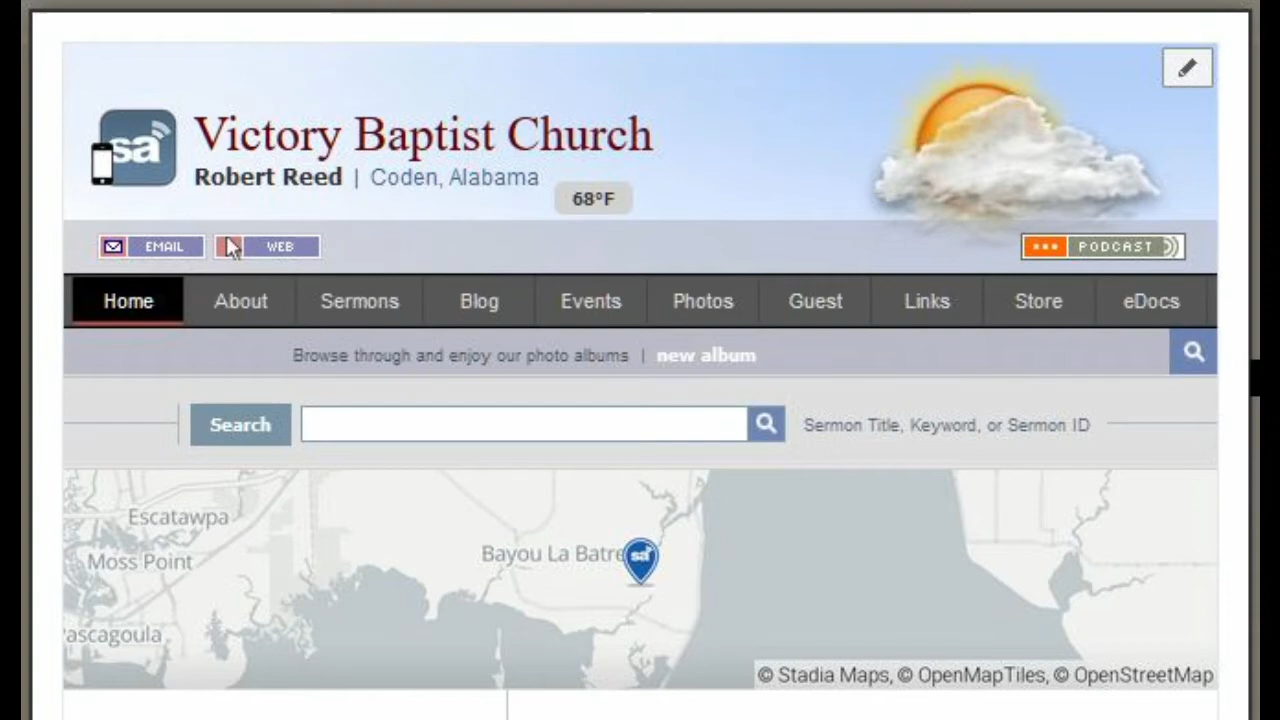 sa
Victory Baptist Church
Robert Reed | Coden, Alabama
68°F
EMAIL WEB PODCAST
Home About Sermons Blog Events Photos Guest Links Store eDocs
Browse through and enjoy our photo albums | new album
Search Sermon Title, Keyword, or Sermon ID
Escatawpa
Bayou La Batre
sa
Moss Point
ascagoula
© Stadia Maps, © OpenMapTiles, © OpenStreetMap